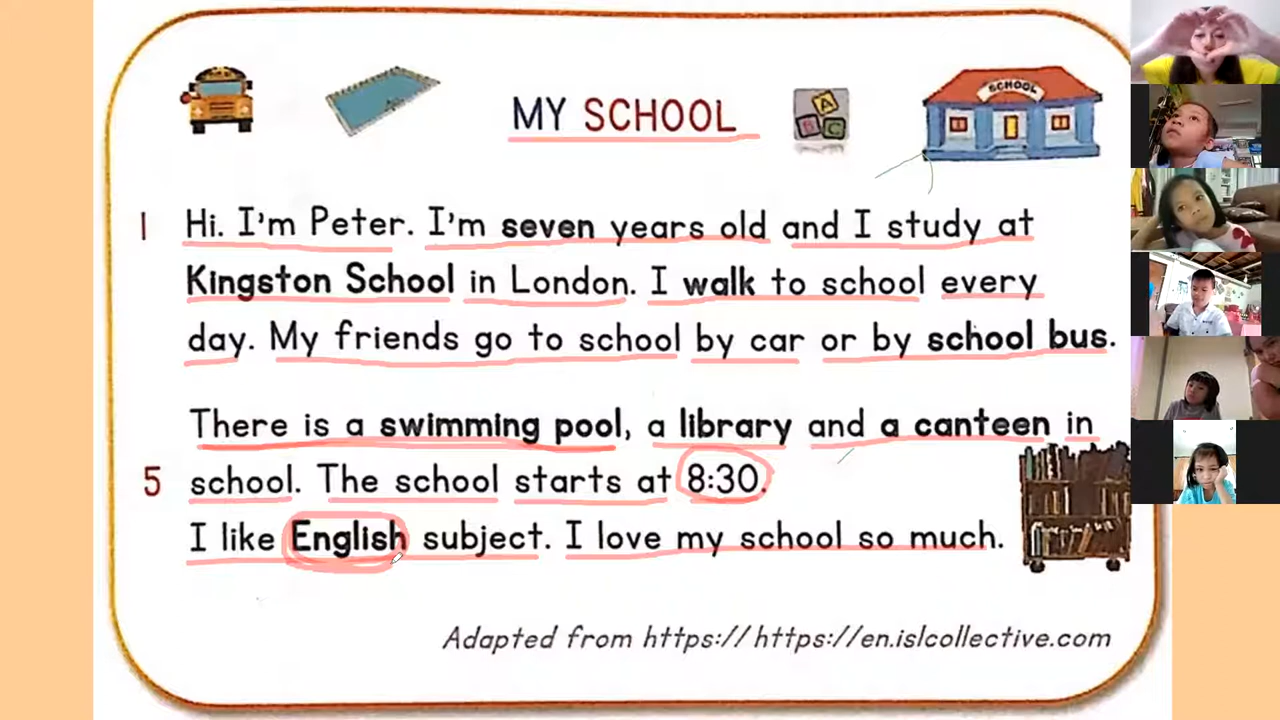 MY SCHOOL
SCHOOL
A
B C
1 Hi. I'm Peter. I'm seven years old and I study at
Kingston School in London. I walk to school every
day. My friends go to school by car or by school bus.
There is a swimming pool, a library and a canteen in
5 school. The school starts at 8:30.
I like English subject. I love my school so much.
Adapted from https:// https://en.islcollective.com